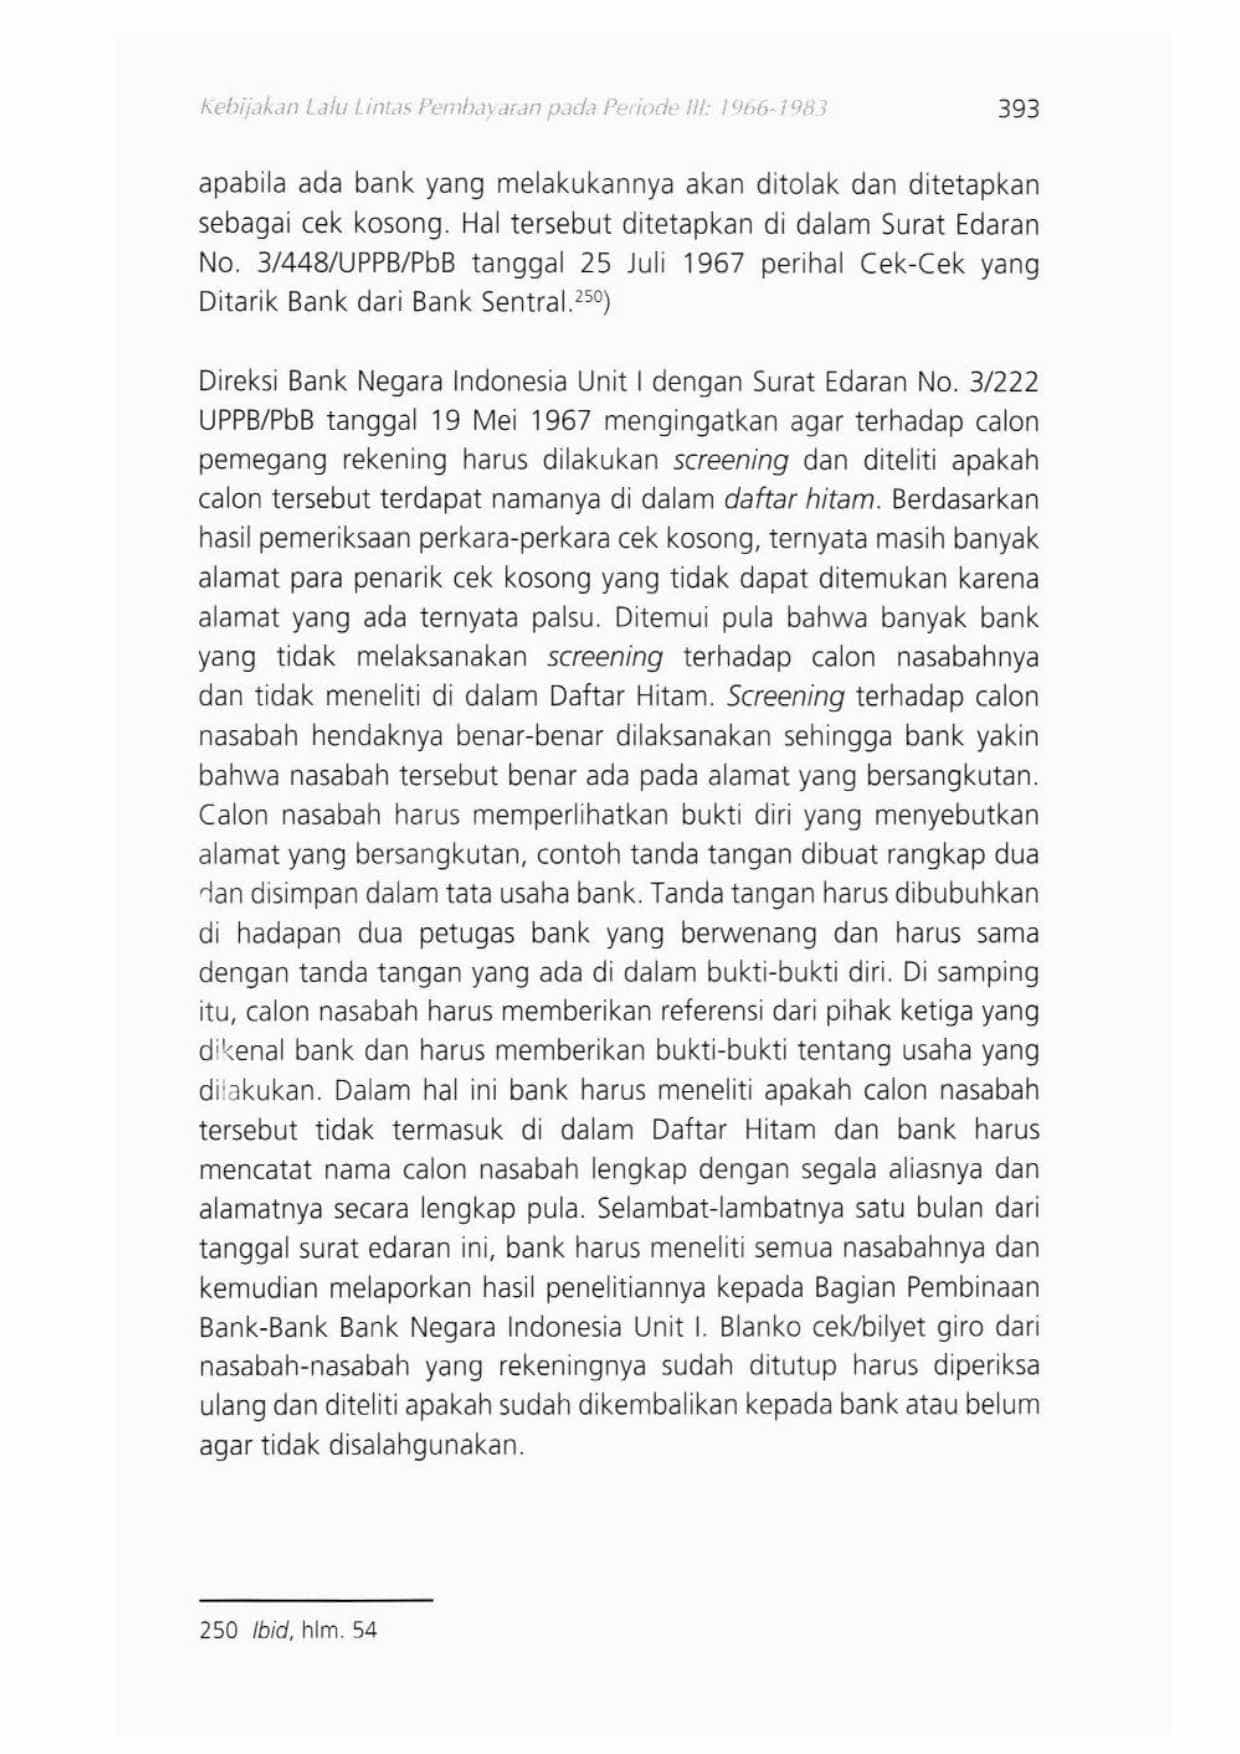 Kebijakan Lalu Lintas Pembayaran pada Periode III: 1966-1983 393
apabila ada bank yang melakukannya akan ditolak dan ditetapkan
sebagai cek kosong. Hal tersebut ditetapkan di dalam Surat Edaran
No. 3/448/UPPB/PbB tanggal 25 Juli 1967 perihal Cek-Cek yang
Ditarik Bank dari Bank Sentral.²⁵⁰)
Direksi Bank Negara Indonesia Unit I dengan Surat Edaran No. 3/222
UPPB/PbB tanggal 19 Mei 1967 mengingatkan agar terhadap calon
pemegang rekening harus dilakukan screening dan diteliti apakah
calon tersebut terdapat namanya di dalam daftar hitam. Berdasarkan
hasil pemeriksaan perkara-perkara cek kosong, ternyata masih banyak
alamat para penarik cek kosong yang tidak dapat ditemukan karena
alamat yang ada ternyata palsu. Ditemui pula bahwa banyak bank
yang tidak melaksanakan screening terhadap calon nasabahnya
dan tidak meneliti di dalam Daftar Hitam. Screening terhadap calon
nasabah hendaknya benar-benar dilaksanakan sehingga bank yakin
bahwa nasabah tersebut benar ada pada alamat yang bersangkutan.
Calon nasabah harus memperlihatkan bukti diri yang menyebutkan
alamat yang bersangkutan, contoh tanda tangan dibuat rangkap dua
dan disimpan dalam tata usaha bank. Tanda tangan harus dibubuhkan
di hadapan dua petugas bank yang berwenang dan harus sama
dengan tanda tangan yang ada di dalam bukti-bukti diri. Di samping
itu, calon nasabah harus memberikan referensi dari pihak ketiga yang
dikenal bank dan harus memberikan bukti-bukti tentang usaha yang
dilakukan. Dalam hal ini bank harus meneliti apakah calon nasabah
tersebut tidak termasuk di dalam Daftar Hitam dan bank harus
mencatat nama calon nasabah lengkap dengan segala aliasnya dan
alamatnya secara lengkap pula. Selambat-lambatnya satu bulan dari
tanggal surat edaran ini, bank harus meneliti semua nasabahnya dan
kemudian melaporkan hasil penelitiannya kepada Bagian Pembinaan
Bank-Bank Bank Negara Indonesia Unit I. Blanko cek/bilyet giro dari
nasabah-nasabah yang rekeningnya sudah ditutup harus diperiksa
ulang dan diteliti apakah sudah dikembalikan kepada bank atau belum
agar tidak disalahgunakan.
250 Ibid, hlm. 54